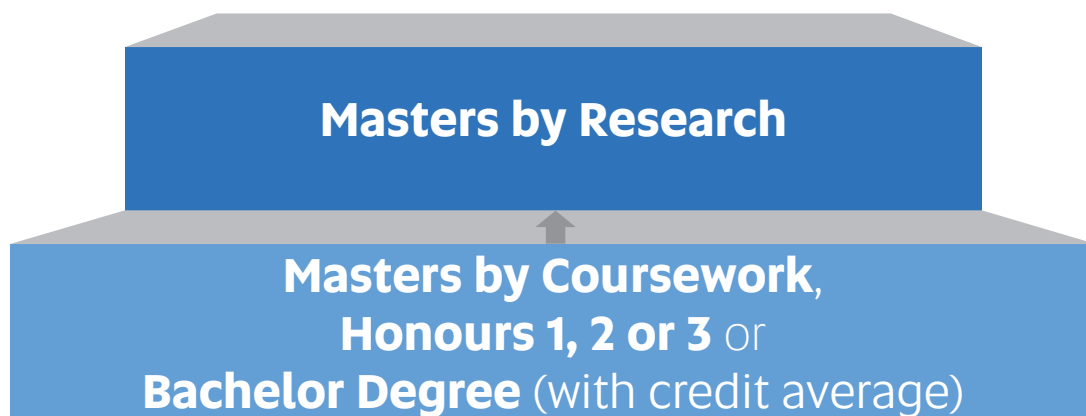 Masters by Research
Masters by Coursework,
Honours 1, 2 or 3 or
Bachelor Degree (with credit average)